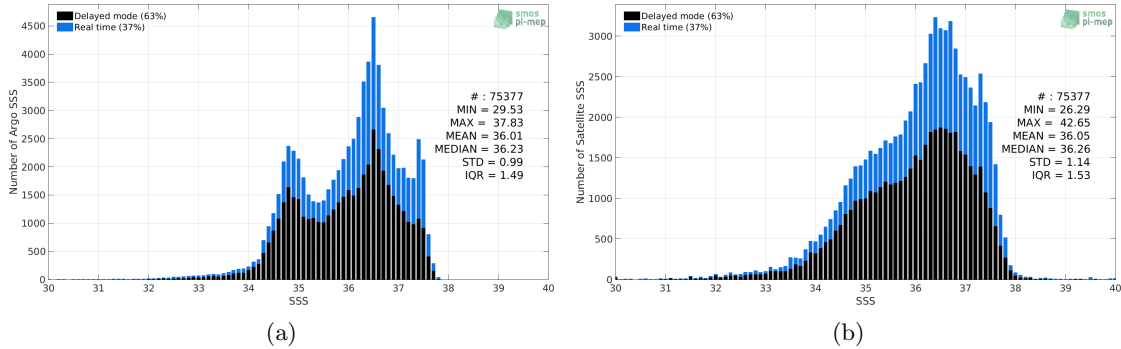 Delayed mode (63%)
Real time (37%)
smos
pi-mep
4500
4000
3500
3000
2500
2000
1500
1000
500
0
Number of Argo SSS
# : 75377
MIN = 29.53
MAX = 37.83
MEAN = 36.01
MEDIAN = 36.23
STD = 0.99
IQR = 1.49
30 31 32 33 34 35 36 37 38 39 40
SSS
(a)
Delayed mode (63%)
Real time (37%)
smos
pi-mep
3000
2500
2000
1500
1000
500
0
Number of Satellite SSS
# : 75377
MIN = 26.29
MAX = 42.65
MEAN = 36.05
MEDIAN = 36.26
STD = 1.14
IQR = 1.53
30 31 32 33 34 35 36 37 38 39 40
SSS
(b)